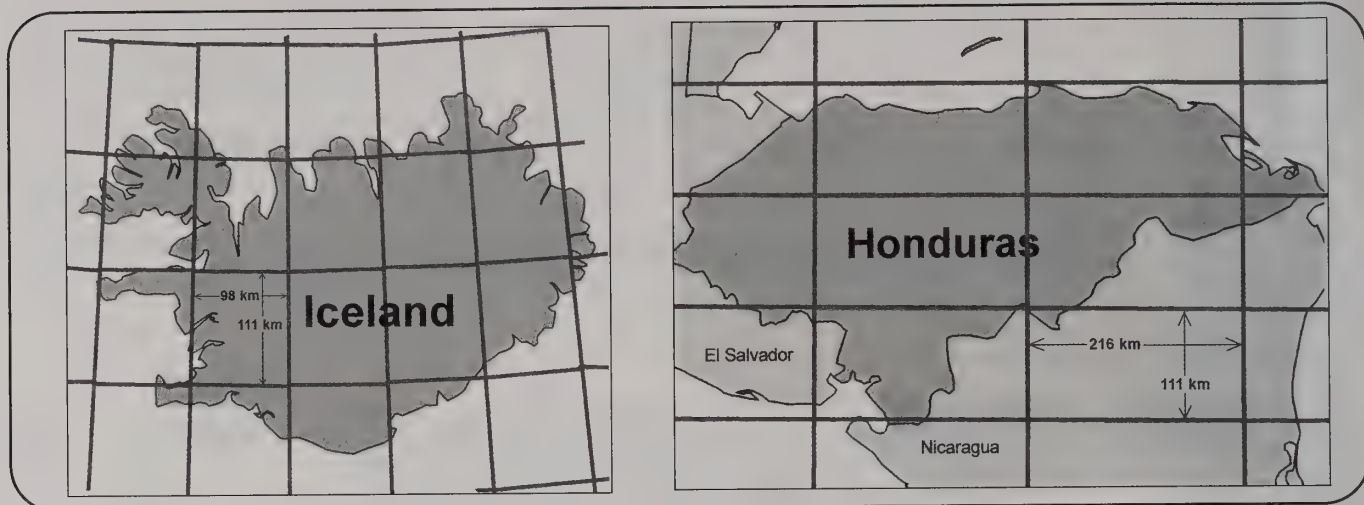 98 km
111 km
Iceland
Honduras
El Salvador
216 km
111 km
Nicaragua